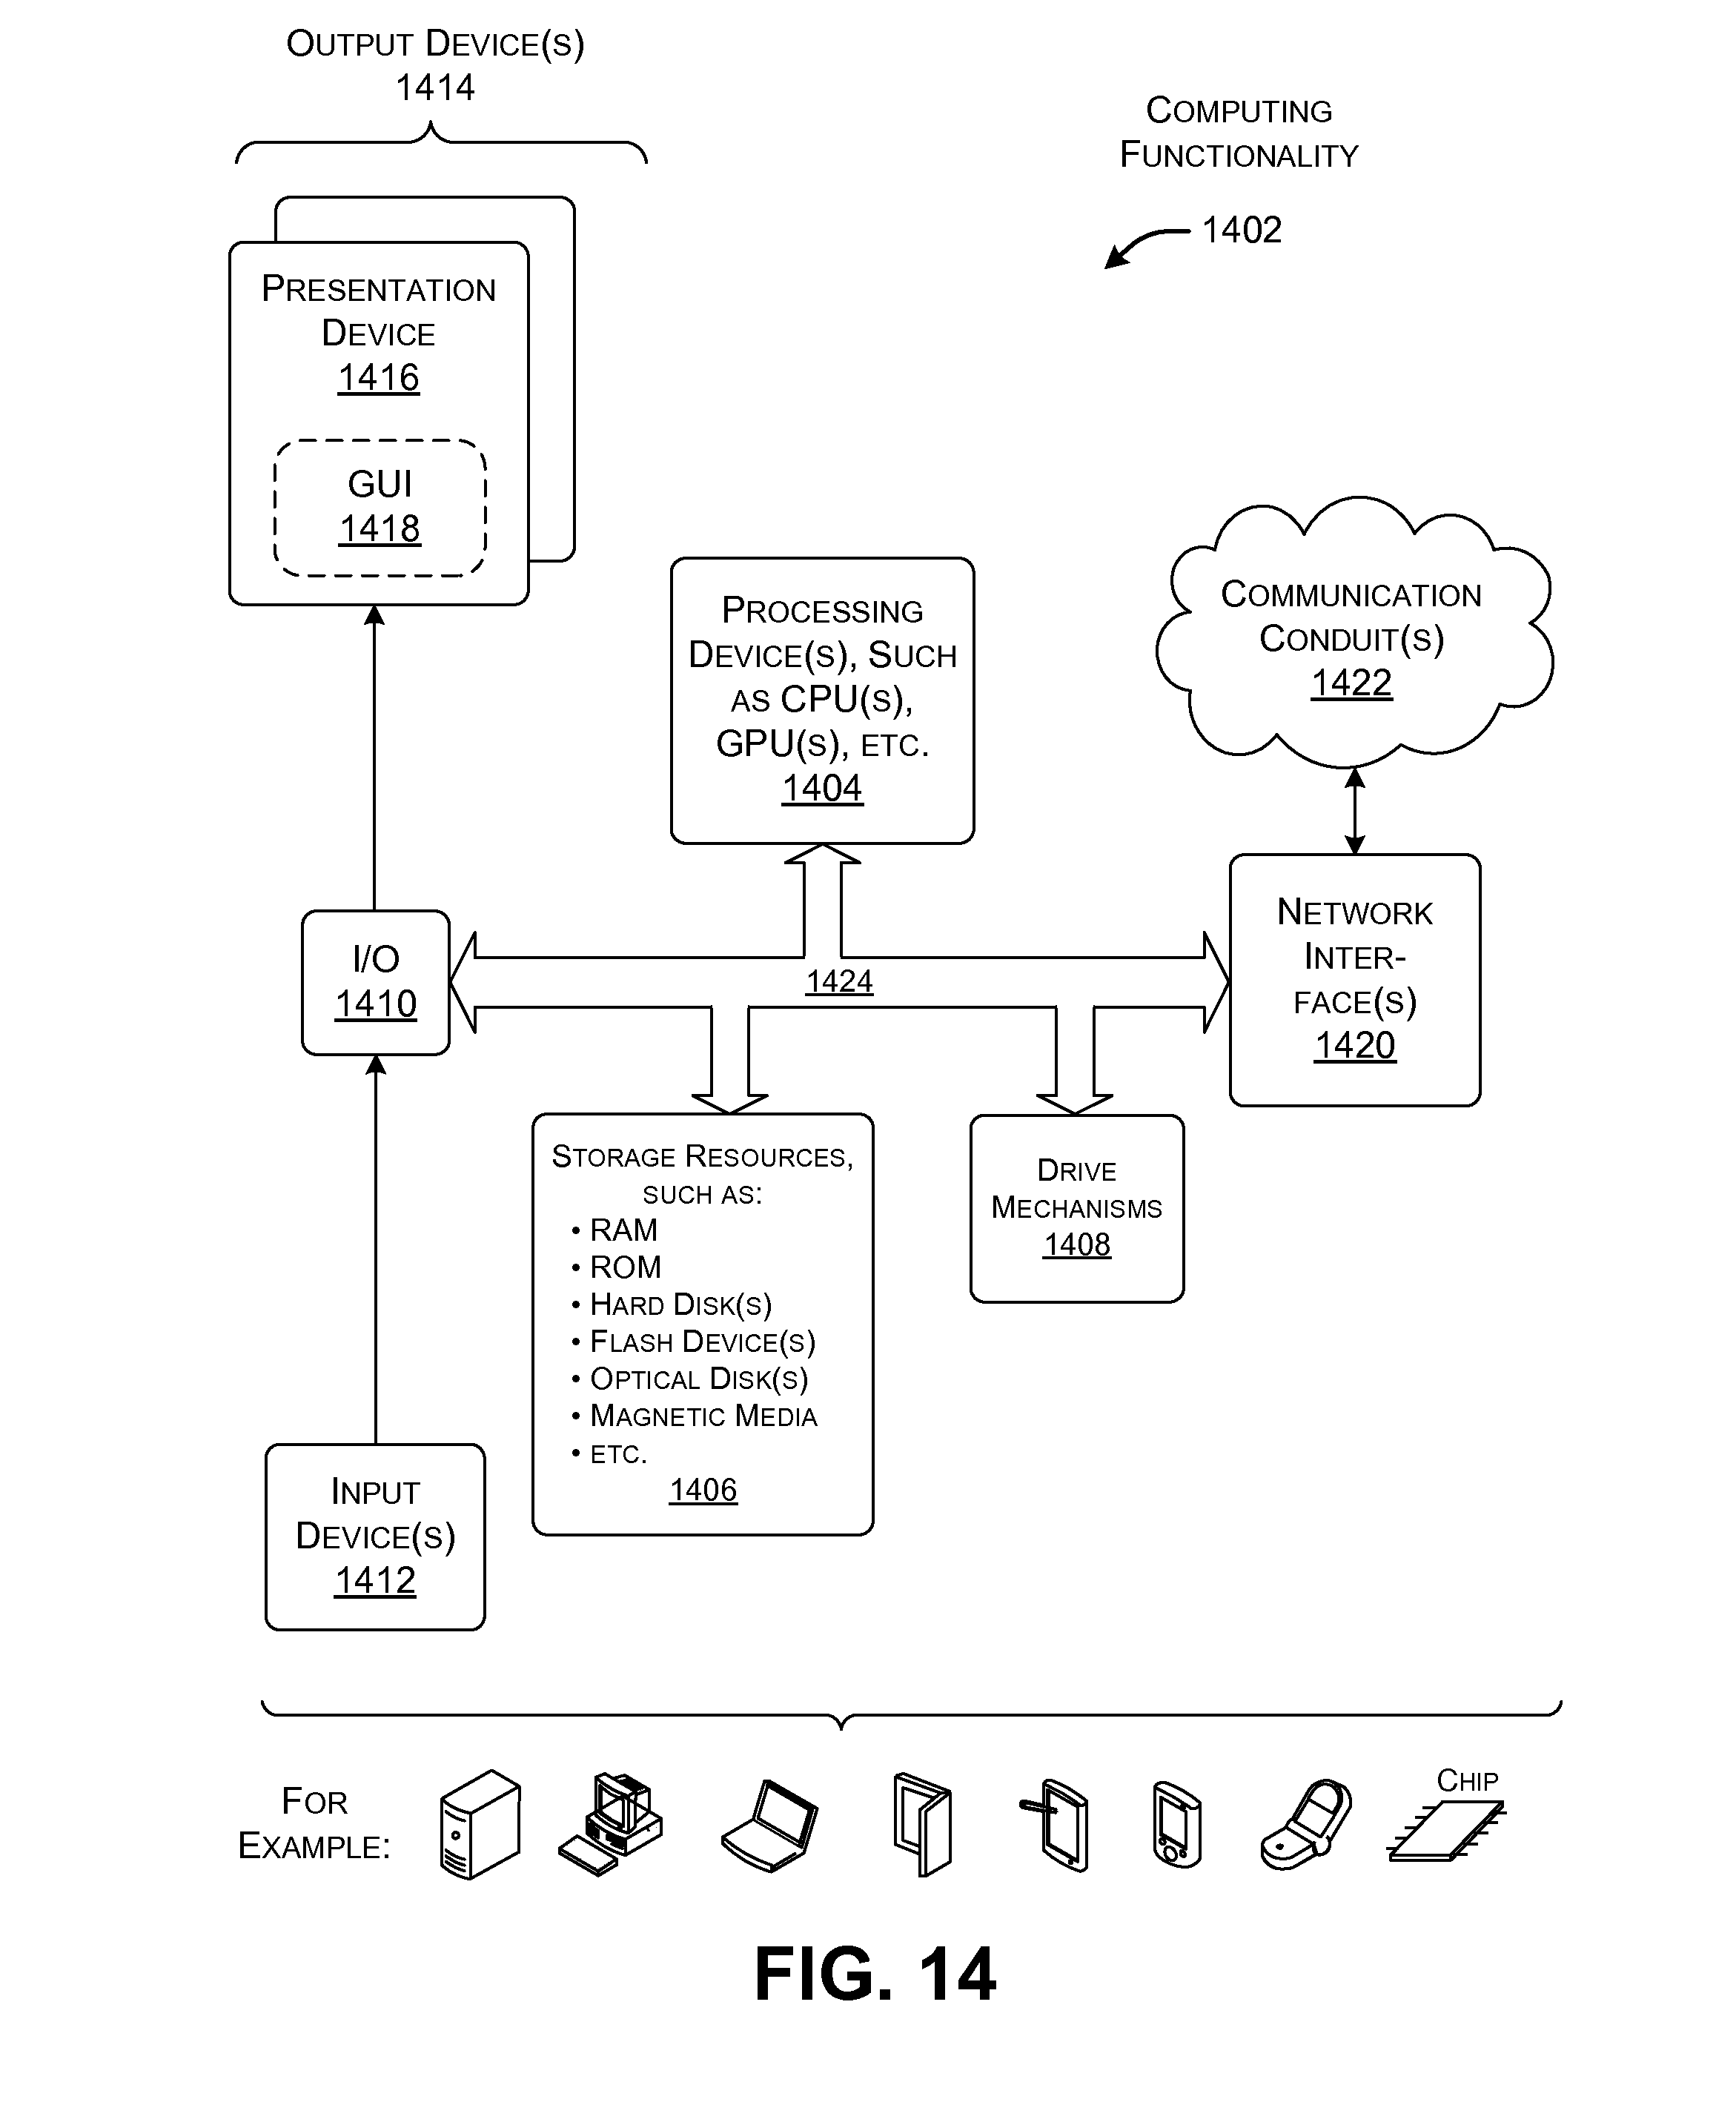 Output Device(s)
1414
Computing
Functionality
1402
Presentation
Device
1416
GUI
1418
Processing
Device(s), Such
as CPU(s),
GPU(s), etc.
1404
Communication
Conduit(s)
1422
I/O
1410
1424
Network
Inter-
face(s)
1420
Storage Resources,
such as:
• RAM
• ROM
• Hard Disk(s)
• Flash Device(s)
• Optical Disk(s)
• Magnetic Media
• etc.
1406
Drive
Mechanisms
1408
Input
Device(s)
1412
For
Example:
Chip
FIG. 14